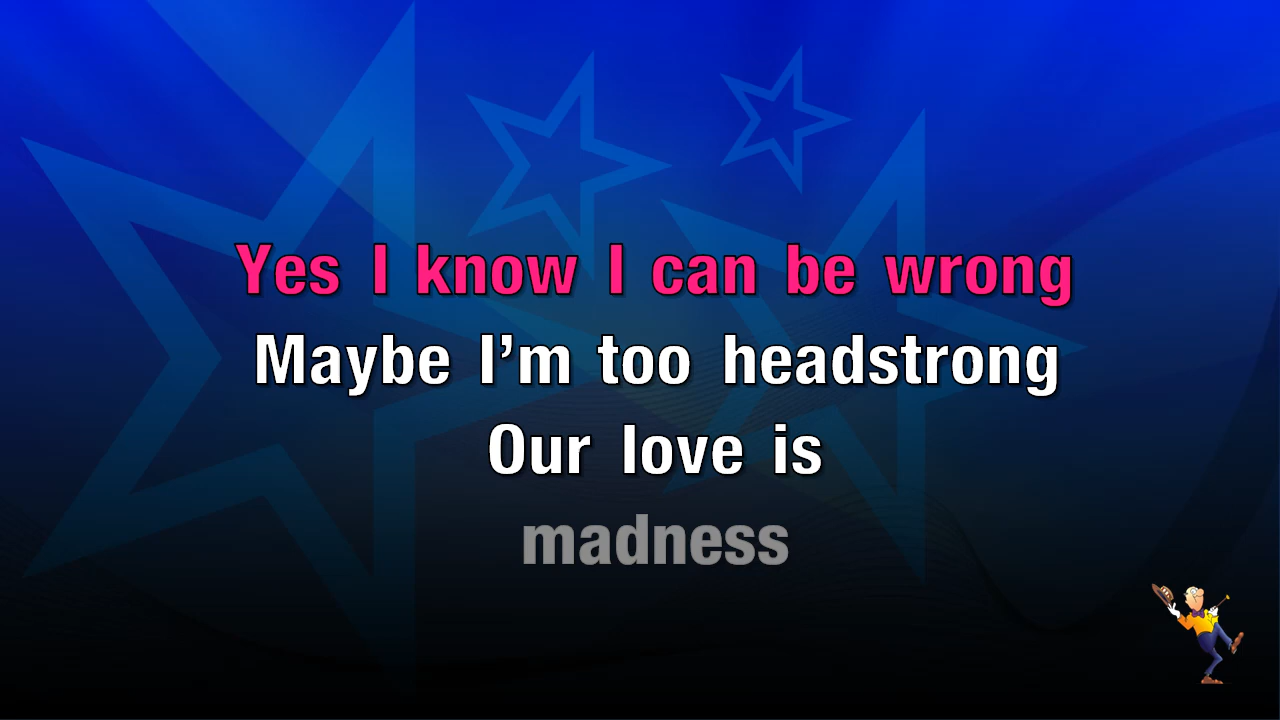 Yes I know I can be wrong
Maybe I’m too headstrong
Our love is
madness